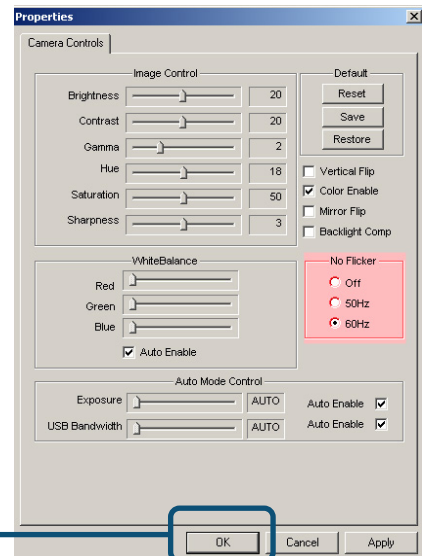 Properties
Camera Controls
Image Control
Brightness 20
Contrast 20
Gamma 2
Hue 18
Saturation 50
Sharpness 3
Default
Reset
Save
Restore
Vertical Flip
Color Enable
Mirror Flip
Backlight Comp
WhiteBalance
Red
Green
Blue
Auto Enable
No Flicker
Off
50Hz
60Hz
Auto Mode Control
Exposure AUTO Auto Enable
USB Bandwidth AUTO Auto Enable
OK Cancel Apply